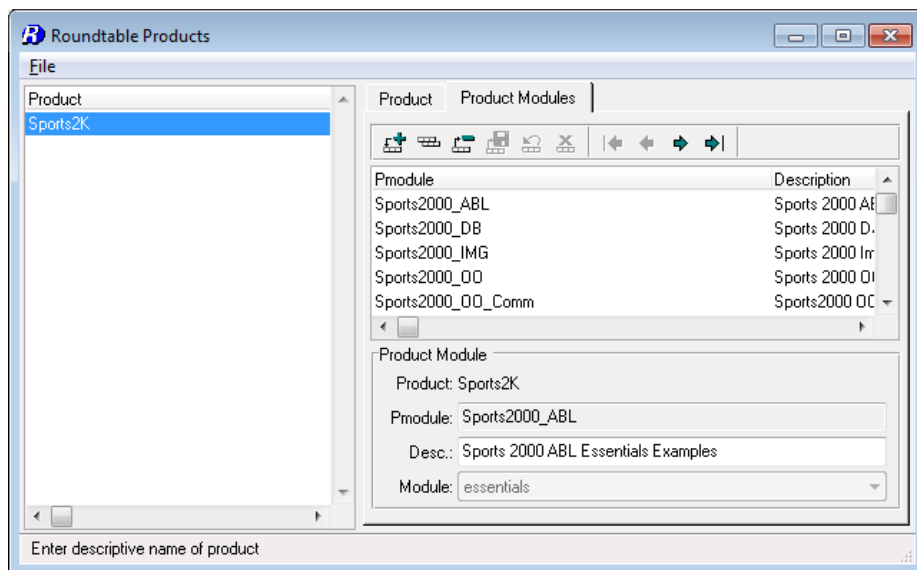 Roundtable Products
File
Product
Sports2K
Product Product Modules
Pmodule Description
Sports2000_ABL Sports 2000 AB
Sports2000_DB Sports 2000 D
Sports2000_IMG Sports 2000 Im
Sports2000_OO Sports 2000 O
Sports2000_OO_Comm Sports2000 OO
Product Module
Product: Sports2K
Pmodule: Sports2000_ABL
Desc.: Sports 2000 ABL Essentials Examples
Module: essentials
Enter descriptive name of product